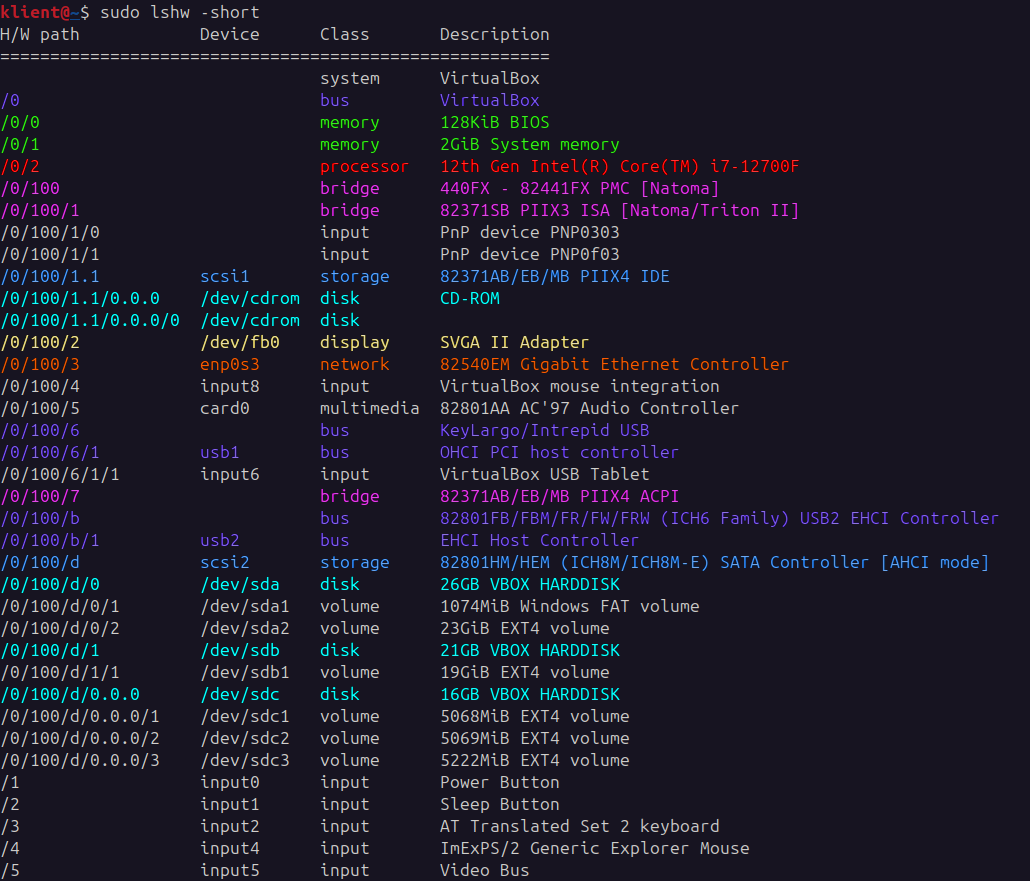 klient@~$ sudo lshw -short
H/W path            Device      Class       Description
=======================================================
                                system      VirtualBox
/0                              bus         VirtualBox
/0/0                            memory      128KiB BIOS
/0/1                            memory      2GiB System memory
/0/2                            processor   12th Gen Intel(R) Core(TM) i7-12700F
/0/100                          bridge      440FX - 82441FX PMC [Natoma]
/0/100/1                        bridge      82371SB PIIX3 ISA [Natoma/Triton II]
/0/100/1/0                      input       PnP device PNP0303
/0/100/1/1                      input       PnP device PNP0f03
/0/100/1.1          scsi1       storage     82371AB/EB/MB PIIX4 IDE
/0/100/1.1/0.0.0    /dev/cdrom  disk        CD-ROM
/0/100/1.1/0.0.0/0  /dev/cdrom  disk
/0/100/2            /dev/fb0    display     SVGA II Adapter
/0/100/3            enp0s3      network     82540EM Gigabit Ethernet Controller
/0/100/4            input8      input       VirtualBox mouse integration
/0/100/5            card0       multimedia  82801AA AC'97 Audio Controller
/0/100/6                        bus         KeyLargo/Intrepid USB
/0/100/6/1          usb1        bus         OHCI PCI host controller
/0/100/6/1/1        input6      input       VirtualBox USB Tablet
/0/100/7                        bridge      82371AB/EB/MB PIIX4 ACPI
/0/100/b                        bus         82801FB/FBM/FR/FW/FRW (ICH6 Family) USB2 EHCI Controller
/0/100/b/1          usb2        bus         EHCI Host Controller
/0/100/d            scsi2       storage     82801HM/HEM (ICH8M/ICH8M-E) SATA Controller [AHCI mode]
/0/100/d/0          /dev/sda    disk        26GB VBOX HARDDISK
/0/100/d/0/1        /dev/sda1   volume      1074MiB Windows FAT volume
/0/100/d/0/2        /dev/sda2   volume      23GiB EXT4 volume
/0/100/d/1          /dev/sdb    disk        21GB VBOX HARDDISK
/0/100/d/1/1        /dev/sdb1   volume      19GiB EXT4 volume
/0/100/d/0.0.0      /dev/sdc    disk        16GB VBOX HARDDISK
/0/100/d/0.0.0/1    /dev/sdc1   volume      5068MiB EXT4 volume
/0/100/d/0.0.0/2    /dev/sdc2   volume      5069MiB EXT4 volume
/0/100/d/0.0.0/3    /dev/sdc3   volume      5222MiB EXT4 volume
/1                  input0      input       Power Button
/2                  input1      input       Sleep Button
/3                  input2      input       AT Translated Set 2 keyboard
/4                  input4      input       ImExPS/2 Generic Explorer Mouse
/5                  input5      input       Video Bus